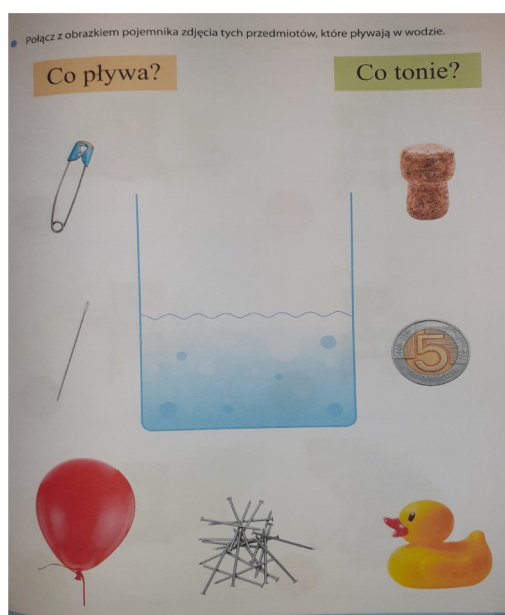 Połącz z obrazkiem pojemnika zdjęcia tych przedmiotów, które pływają w wodzie.
Co pływa?
Co tonie?
5